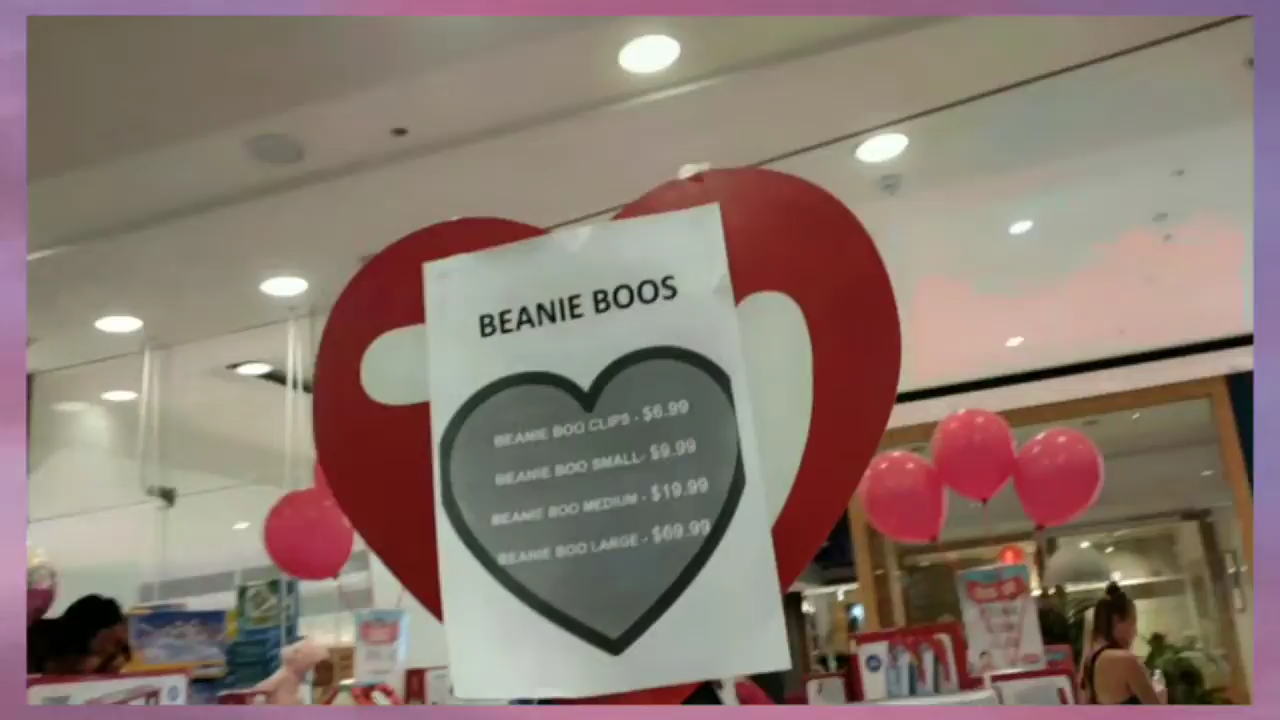 BEANIE BOOS
BEANIE BOO CLIPS - $6.99
BEANIE BOO SMALL- $9.99
BEANIE BOO MEDIUM - $19.99
BEANIE BOO LARGE - $69.99